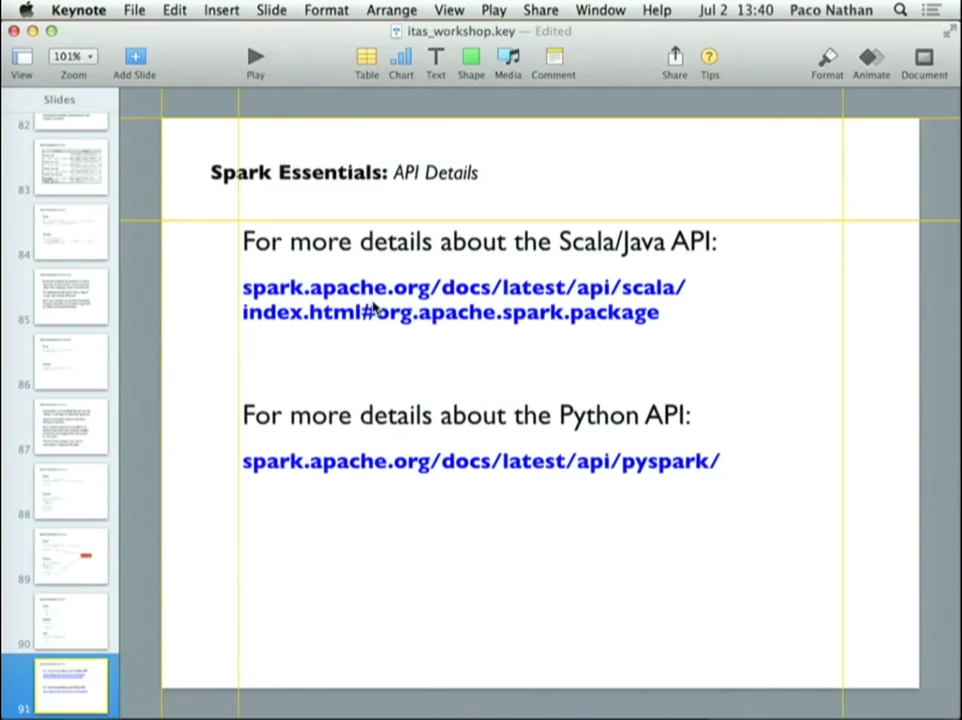 Keynote File Edit Insert Slide Format Arrange View Play Share Window Help Jul 2 13:40 Paco Nathan
itas_workshop.key — Edited
101%
View Zoom Add Slide Play Table Chart Text Shape Media Comment Share Tips Format Animate Document
Slides
82
83
84
85
86
87
88
89
90
91
Spark Essentials: API Details
For more details about the Scala/Java API:
spark.apache.org/docs/latest/api/scala/
index.html#org.apache.spark.package
For more details about the Python API:
spark.apache.org/docs/latest/api/pyspark/